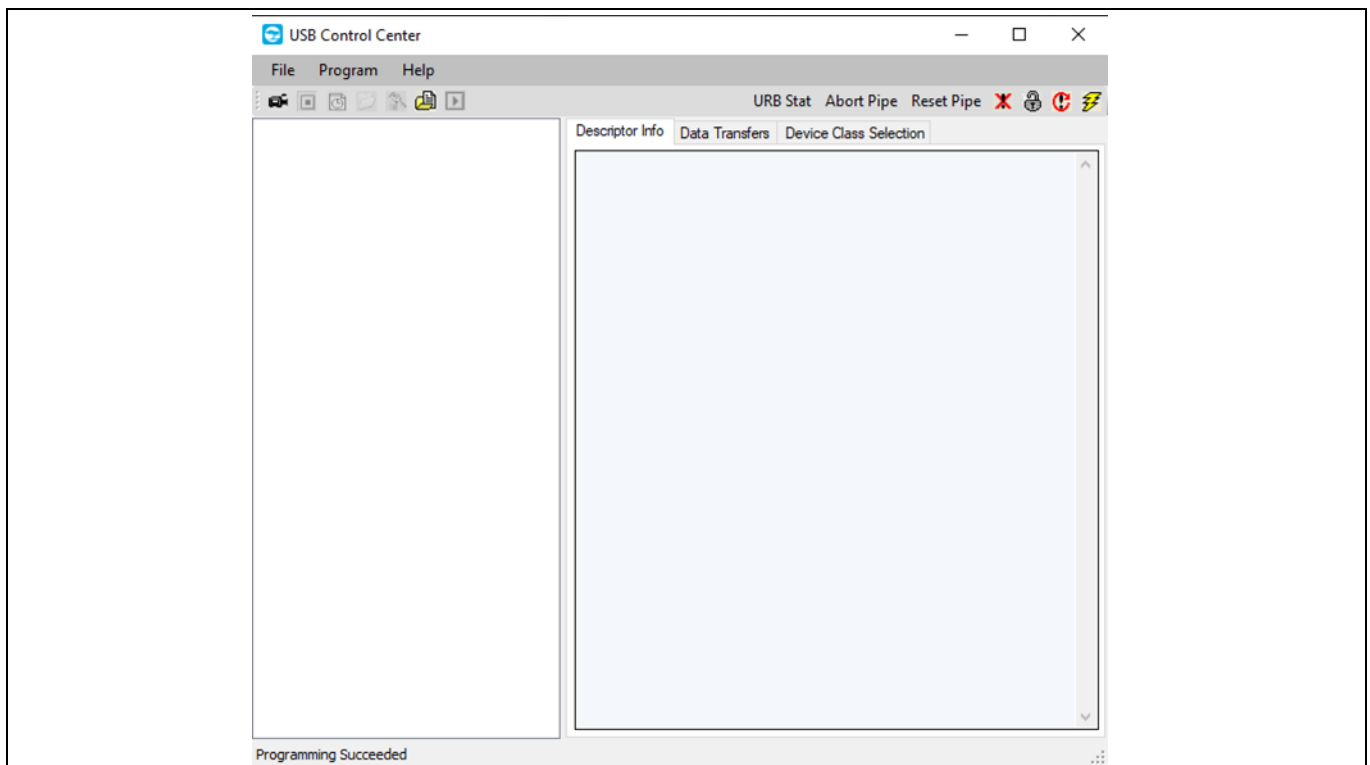 USB Control Center
File Program Help
URB Stat Abort Pipe Reset Pipe
Descriptor Info Data Transfers Device Class Selection
Programming Succeeded